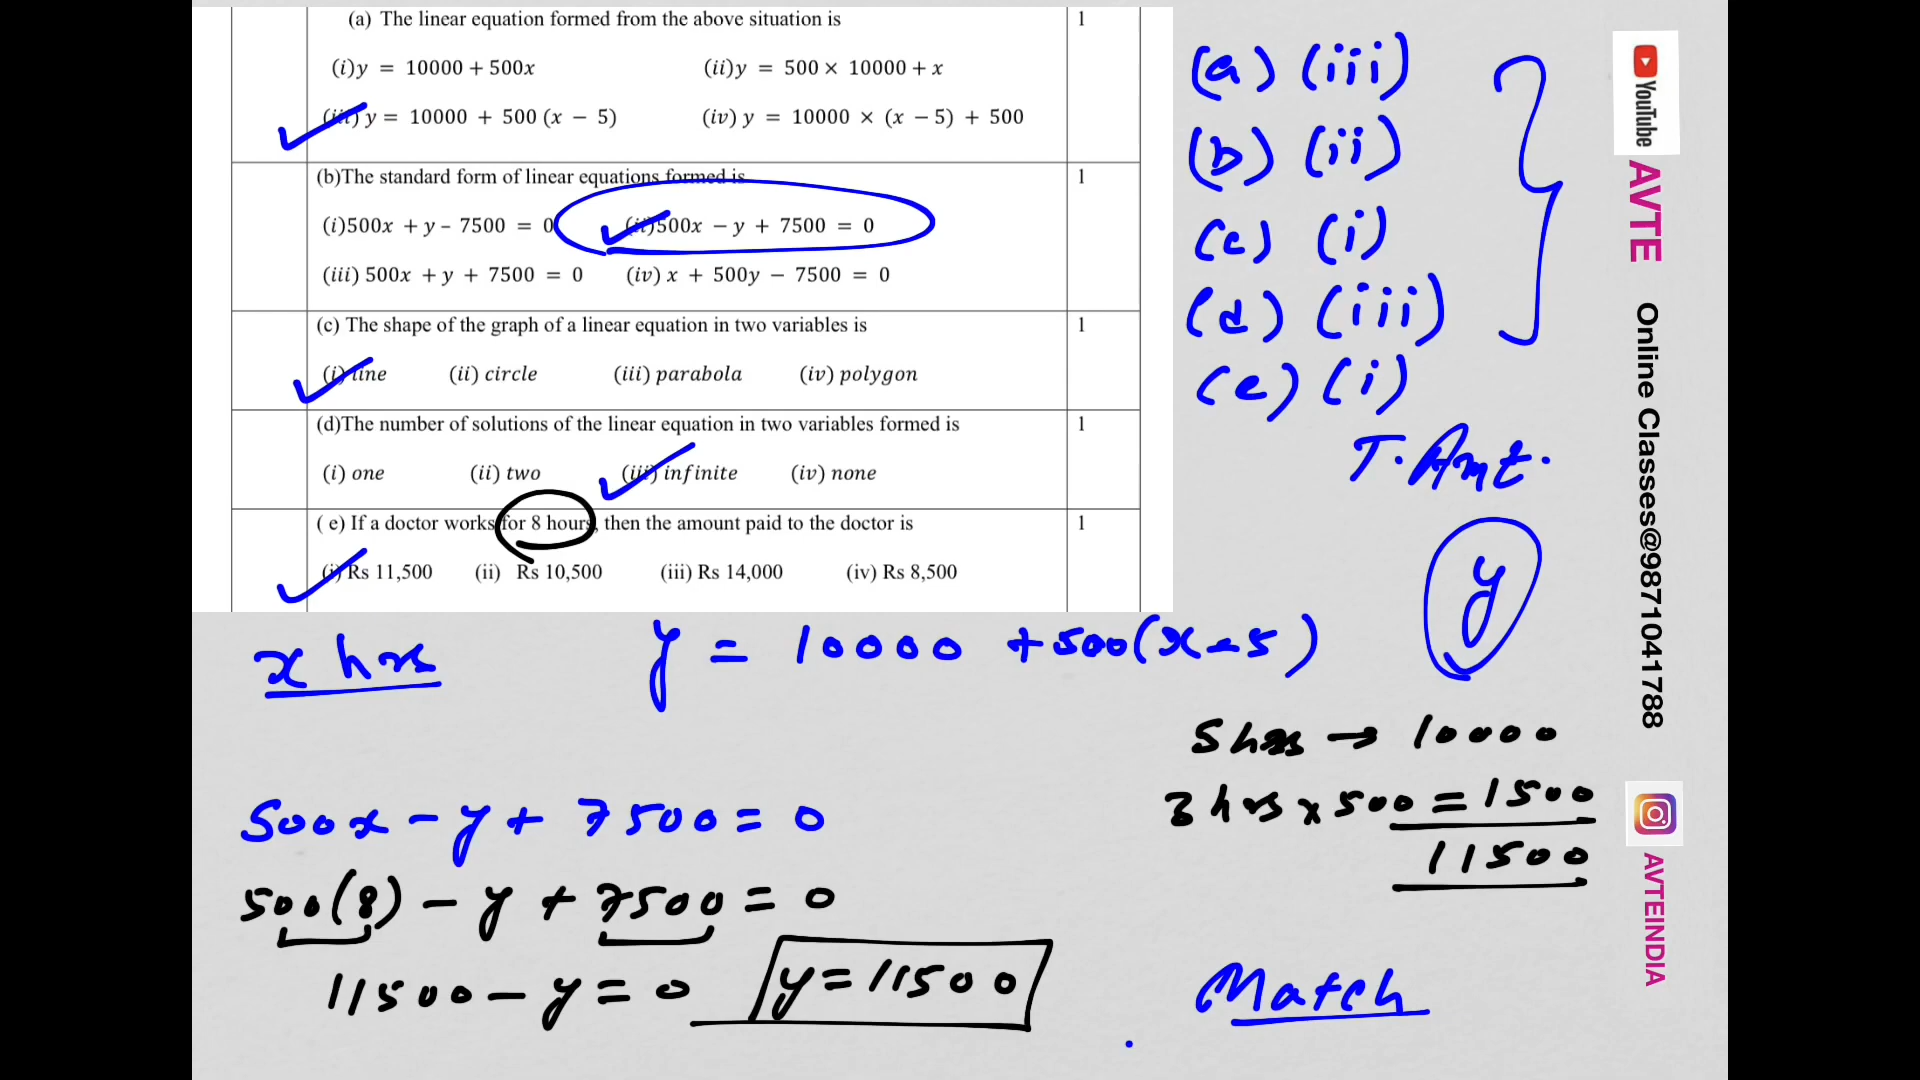 (a) The linear equation formed from the above situation is 1
(i)y = 10000 + 500x (ii)y = 500 × 10000 + x
(iii) y = 10000 + 500 (x − 5) (iv) y = 10000 × (x − 5) + 500
(b)The standard form of linear equations formed is 1
(i)500x + y – 7500 = 0 (ii)500x − y + 7500 = 0
(iii) 500x + y + 7500 = 0 (iv) x + 500y − 7500 = 0
(c) The shape of the graph of a linear equation in two variables is 1
(i) line (ii) circle (iii) parabola (iv) polygon
(d)The number of solutions of the linear equation in two variables formed is 1
(i) one (ii) two (iii) infinite (iv) none
( e) If a doctor works for 8 hours, then the amount paid to the doctor is 1
(i) Rs 11,500 (ii) Rs 10,500 (iii) Rs 14,000 (iv) Rs 8,500
(a) (iii)
(b) (ii)
(c) (i)
(d) (iii)
(e) (i)
T. Amt.
y
x hrs y = 10000 +500(x-5)
5 hrs → 10000
3 hrs x 500 = 1500
11500
500x - y + 7500 = 0
500(8) - y + 7500 = 0
11500 - y = 0 y = 11500
Match
YouTube
AVTE
Online Classes@9871041788
AVTEINDIA